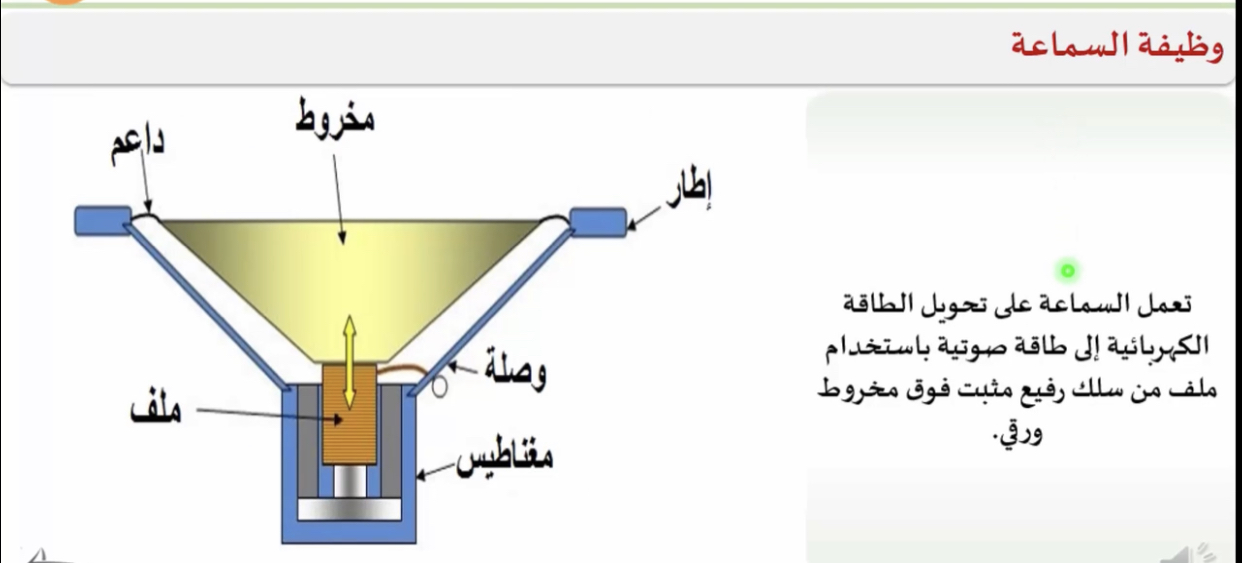 وظيفة السماعة
مخروط
داعم
إطار
وصلة
ملف
مغناطيس
تعمل السماعة على تحويل الطاقة
الكهربائية إلى طاقة صوتية باستخدام
ملف من سلك رفيع مثبت فوق مخروط
ورقي.